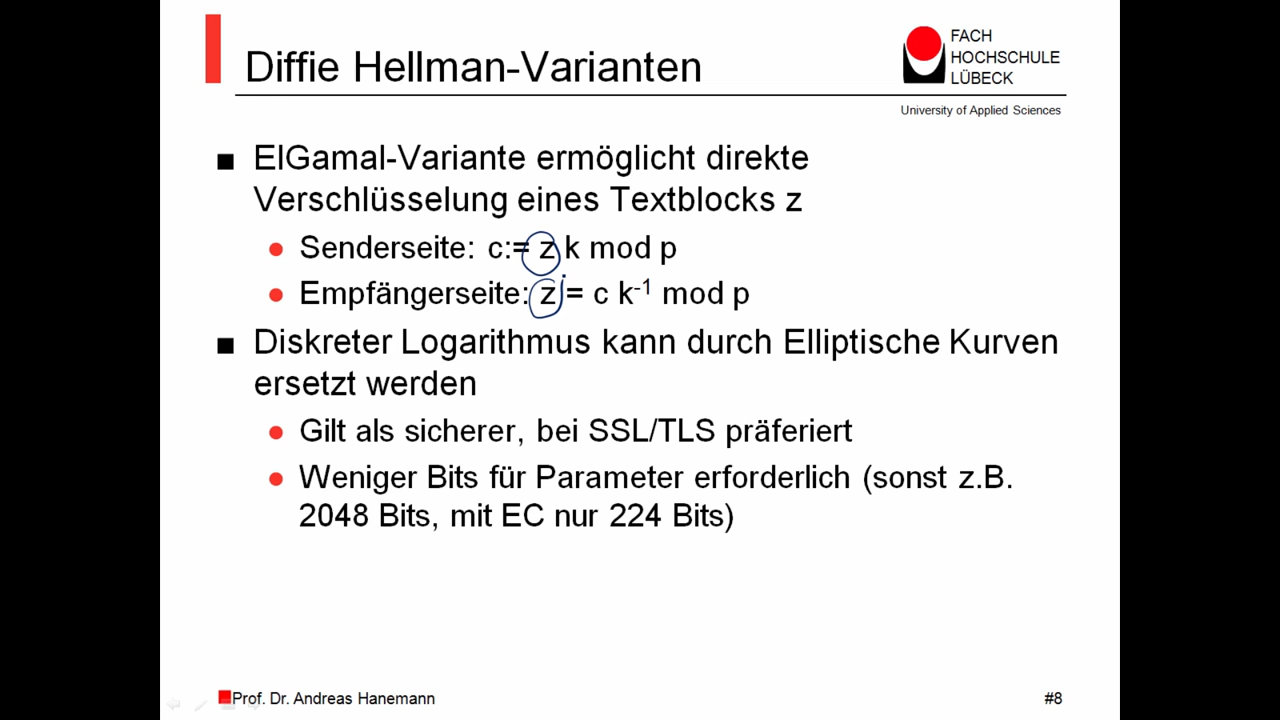 Diffie Hellman-Varianten
FACH
HOCHSCHULE
LÜBECK
University of Applied Sciences
■ ElGamal-Variante ermöglicht direkte
Verschlüsselung eines Textblocks z
● Senderseite: c:= z k mod p
● Empfängerseite: z = c k⁻¹ mod p
■ Diskreter Logarithmus kann durch Elliptische Kurven
ersetzt werden
● Gilt als sicherer, bei SSL/TLS präferiert
● Weniger Bits für Parameter erforderlich (sonst z.B.
2048 Bits, mit EC nur 224 Bits)
Prof. Dr. Andreas Hanemann
#8